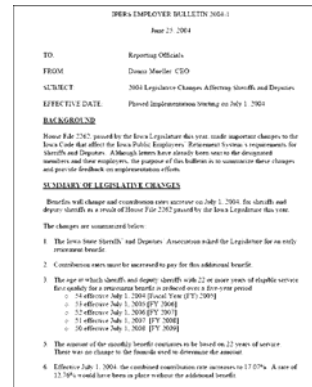 IPERS EMPLOYER BULLETIN 2004-1
June 25, 2004
TO: Reporting Officials
FROM Donna Mueller CEO
SUBJECT 2004 Legislative Changes Affecting Sheriffs and Deputies
EFFECTIVE DATE: Phased Implementation Starting on July 1, 2004
BACKGROUND
House File 2262, passed by the Iowa Legislature this year, made important changes to the
Iowa Code that affect the Iowa Public Employees' Retirement System's requirements for
Sheriffs and Deputies. Although letters have already been sent to the designated
members and their employers, the purpose of this bulletin is to summarize these changes
and provide feedback on implementation efforts.
SUMMARY OF LEGISLATIVE CHANGES
Benefits will change and contribution rates increase on July 1, 2004, for sheriffs and
deputy sheriffs as a result of House File 2262 passed by the Iowa Legislature this year.
The changes are summarized below:
1. The Iowa State Sheriffs' and Deputies' Association asked the Legislature for an early
retirement benefit.
2. Contribution rates must be increased to pay for this additional benefit.
3. The age at which sheriffs and deputy sheriffs with 22 or more years of eligible service
first qualify for a retirement benefit is reduced over a five-year period
o 54 effective July 1, 2004 [Fiscal Year (FY) 2005]
o 53 effective July 1, 2005 [FY 2006]
o 52 effective July 1, 2006 [FY 2007]
o 51 effective July 1, 2007 [FY 2008]
o 50 effective July 1, 2008 [FY 2009]
3. The amount of the monthly benefit continues to be based on 22 years of service.
There was no change to the formula used to determine the amount.
4. Effective July 1, 2004, the combined contribution rate increases to 17.07%. A rate of
12.76% would have been in place without the additional benefit.